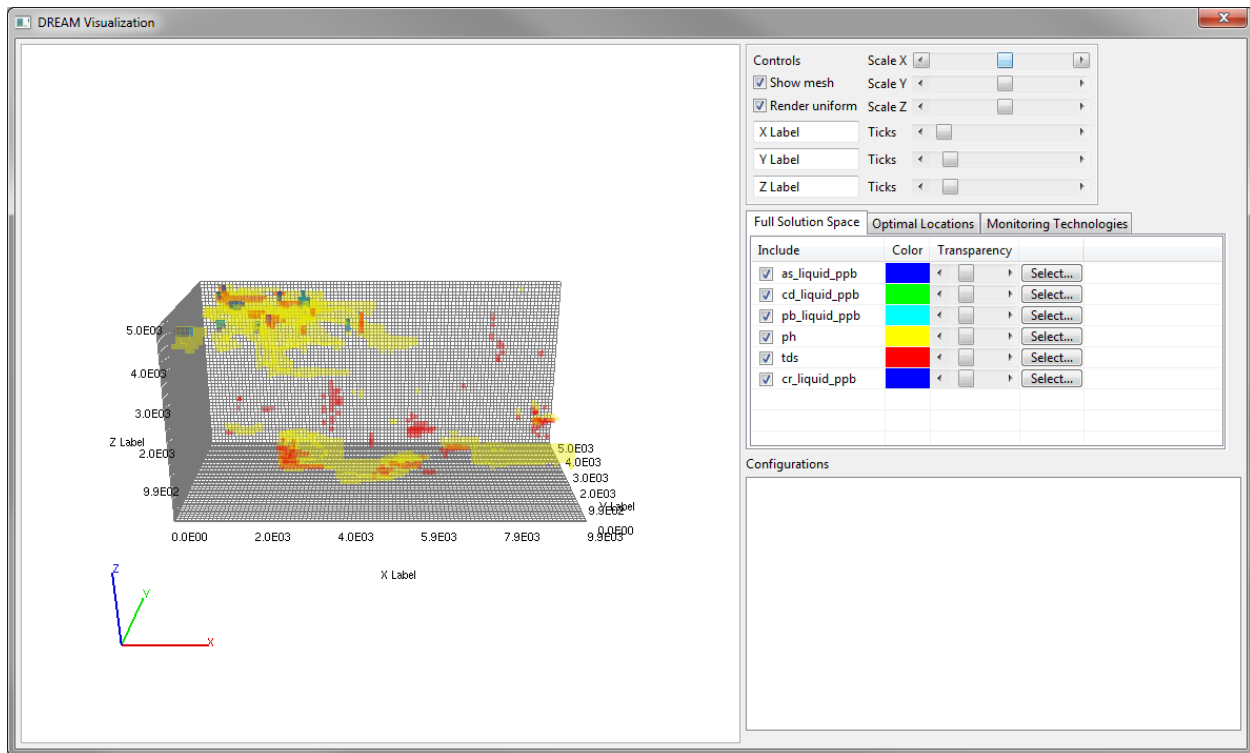 DREAM Visualization
Controls Scale X
Show mesh Scale Y
Render uniform Scale Z
X Label Ticks
Y Label Ticks
Z Label Ticks
Full Solution Space Optimal Locations Monitoring Technologies
Include Color Transparency
as_liquid_ppb Select...
cd_liquid_ppb Select...
pb_liquid_ppb Select...
ph Select...
tds Select...
cr_liquid_ppb Select...
Configurations
5.0E03
4.0E03
3.0E03
Z Label
2.0E03
9.9E02
5.0E03
4.0E03
3.0E03
2.0E03
9.9E02
Y Label
0.0E00
0.0E00 2.0E03 4.0E03 5.9E03 7.9E03 9.9E03
X Label
Z
Y
X